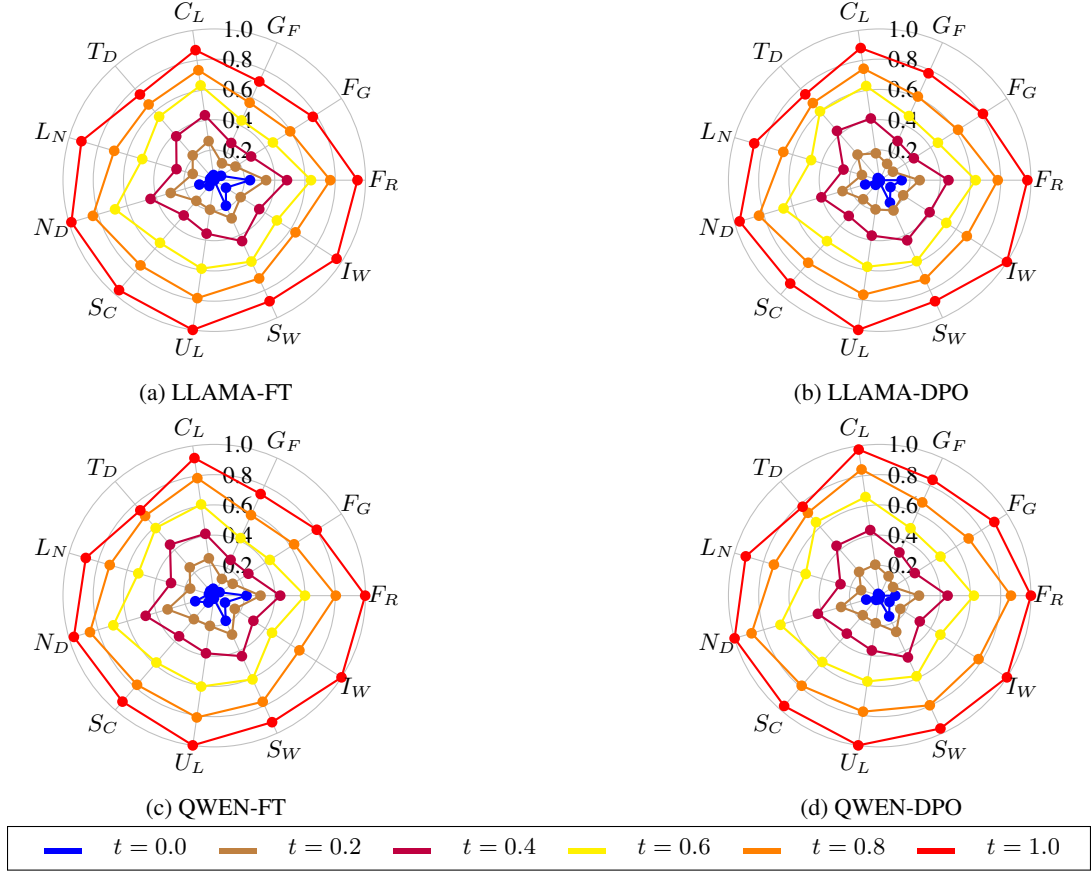 C_L
1.0
G_F
T_D
0.8
F_G
0.6
L_N
0.4
0.2
F_R
N_D
I_W
S_C
S_W
U_L
(a) LLAMA-FT
C_L
1.0
G_F
T_D
0.8
F_G
0.6
L_N
0.4
0.2
F_R
N_D
I_W
S_C
S_W
U_L
(b) LLAMA-DPO
C_L
1.0
G_F
T_D
0.8
F_G
0.6
L_N
0.4
0.2
F_R
N_D
I_W
S_C
S_W
U_L
(c) QWEN-FT
C_L
1.0
G_F
T_D
0.8
F_G
0.6
L_N
0.4
0.2
F_R
N_D
I_W
S_C
S_W
U_L
(d) QWEN-DPO
t = 0.0 t = 0.2 t = 0.4 t = 0.6 t = 0.8 t = 1.0